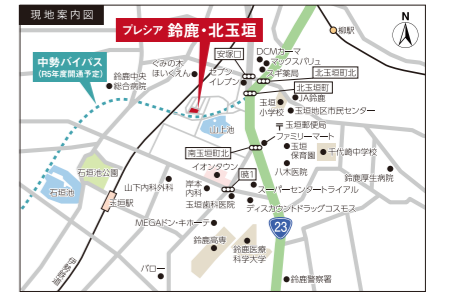 現地案内図
プレシア 鈴鹿・北玉垣
N
柳駅
中勢バイパス
(R5年度開通予定)
ぐみの木
ほいくえん
安塚口
DCMカーマ
マックスバリュ
スギ薬局
セブン
イレブン
北玉垣町北
鈴鹿中央
総合病院
北玉垣町
JA鈴鹿
玉垣
小学校
玉垣地区市民センター
玉垣郵便局
山上池
ファミリーマート
南玉垣町北
玉垣
保育園
千代崎中学校
石垣池公園
イオンタウン
暁1
八木医院
鈴鹿厚生病院
石垣池
山下内科外科
岸本
内科
スーパーセンタートライアル
玉垣駅
玉垣歯科医院
ディスカウントドラッグコスモス
MEGAドン・キホーテ
23
鈴鹿高専
鈴鹿医療
科学大学
伊勢鉄道
バロー
鈴鹿警察署